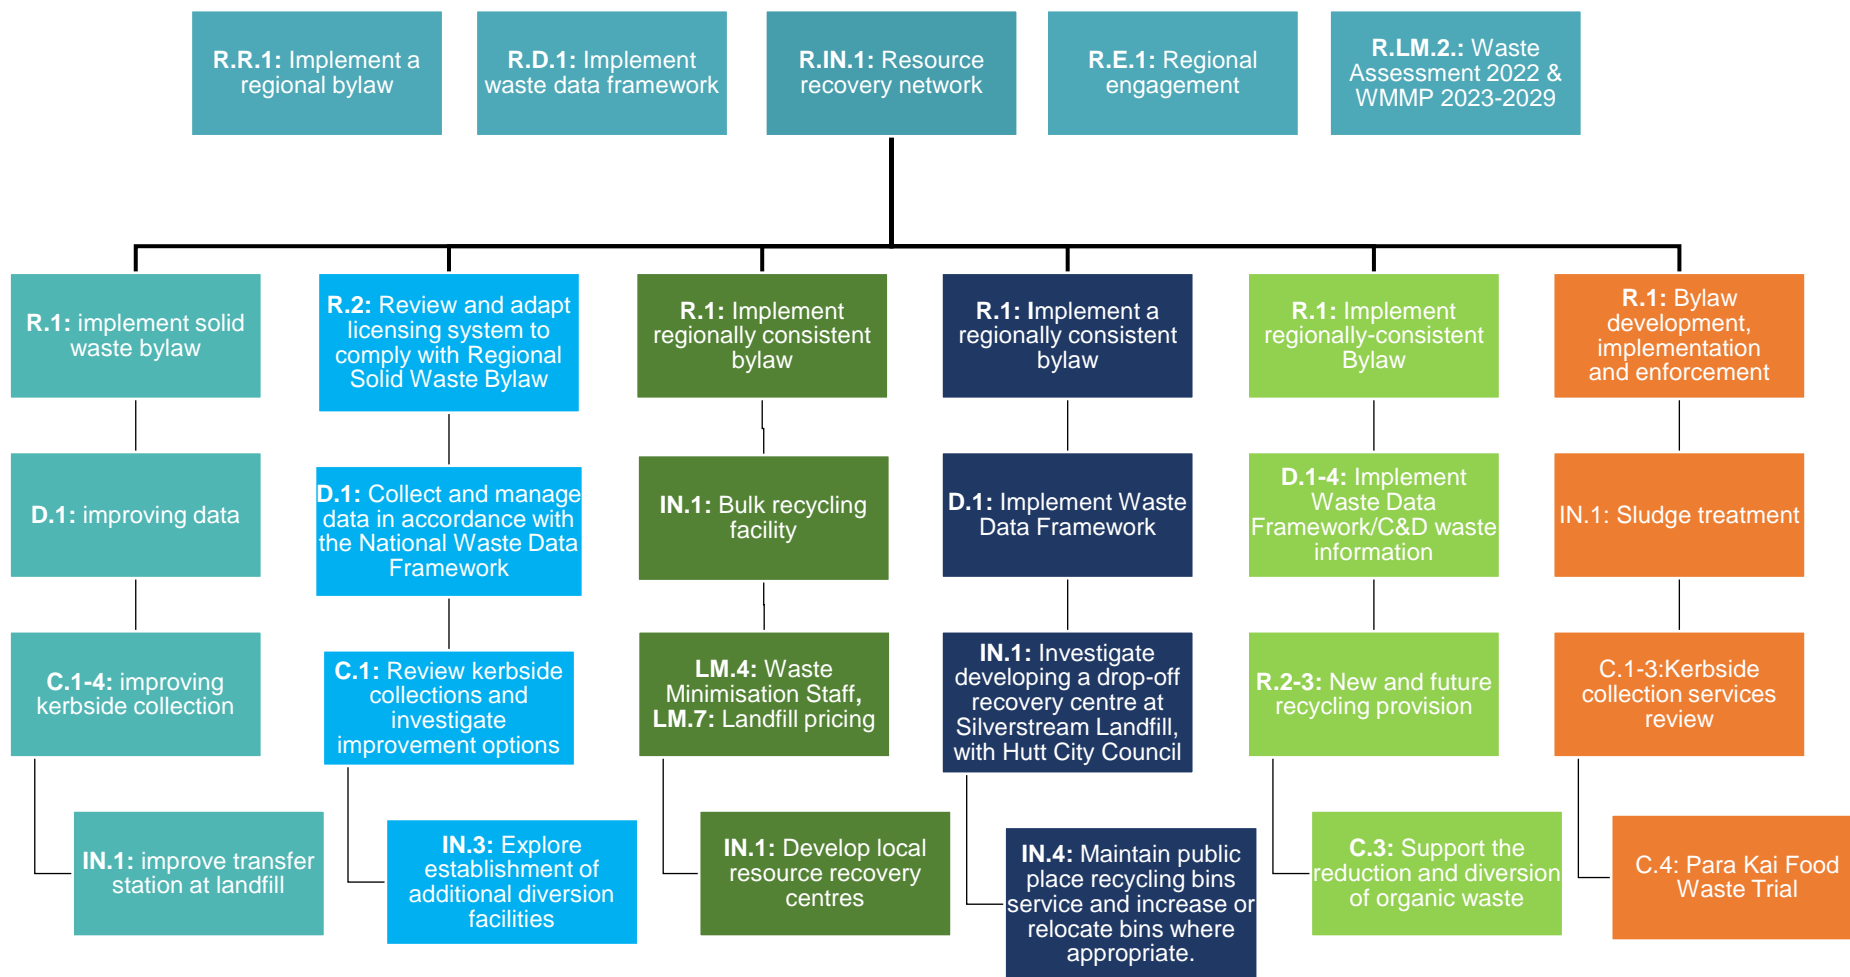 R.R.1: Implement a
regional bylaw
R.D.1: Implement
waste data framework
R.IN.1: Resource
recovery network
R.E.1: Regional
engagement
R.LM.2.: Waste
Assessment 2022 &
WMMP 2023-2029
R.1: implement solid
waste bylaw
R.2: Review and adapt
licensing system to
comply with Regional
Solid Waste Bylaw
R.1: Implement
regionally consistent
bylaw
R.1: Implement a
regionally consistent
bylaw
R.1: Implement
regionally-consistent
Bylaw
R.1: Bylaw
development,
implementation
and enforcement
D.1: improving data
D.1: Collect and manage
data in accordance with
the National Waste Data
Framework
IN.1: Bulk recycling
facility
D.1: Implement Waste
Data Framework
D.1-4: Implement
Waste Data
Framework/C&D waste
information
IN.1: Sludge treatment
C.1-4: improving
kerbside collection
C.1: Review kerbside
collections and
investigate
improvement options
LM.4: Waste
Minimisation Staff,
LM.7: Landfill pricing
IN.1: Investigate
developing a drop-off
recovery centre at
Silverstream Landfill,
with Hutt City Council
R.2-3: New and future
recycling provision
C.1-3:Kerbside
collection services
review
IN.1: improve transfer
station at landfill
IN.3: Explore
establishment of
additional diversion
facilities
IN.1: Develop local
resource recovery
centres
IN.4: Maintain public
place recycling bins
service and increase or
relocate bins where
appropriate.
C.3: Support the
reduction and diversion
of organic waste
C.4: Para Kai Food
Waste Trial